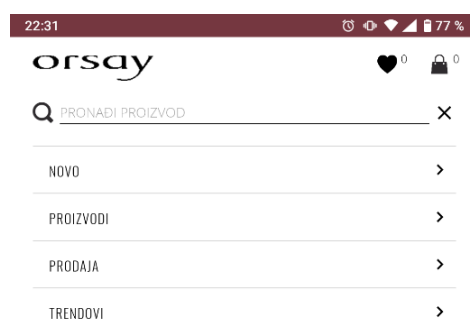 22:31 77 %
orsay 0 0
PRONAĐI PROIZVOD
NOVO
PROIZVODI
PRODAJA
TRENDOVI